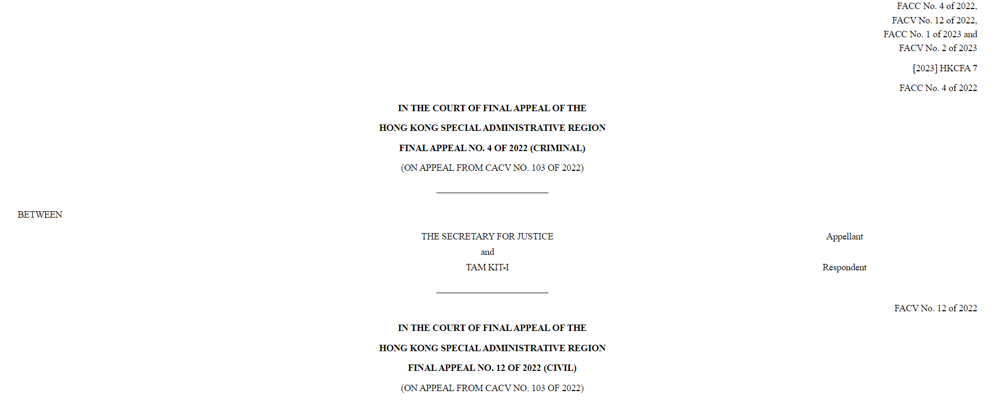 FACC No. 4 of 2022,
FACV No. 12 of 2022,
FACC No. 1 of 2023 and
FACV No. 2 of 2023
[2023] HKCFA 7
FACC No. 4 of 2022
IN THE COURT OF FINAL APPEAL OF THE
HONG KONG SPECIAL ADMINISTRATIVE REGION
FINAL APPEAL NO. 4 OF 2022 (CRIMINAL)
(ON APPEAL FROM CACV NO. 103 OF 2022)
BETWEEN
THE SECRETARY FOR JUSTICE Appellant
and
TAM KIT-I Respondent
FACV No. 12 of 2022
IN THE COURT OF FINAL APPEAL OF THE
HONG KONG SPECIAL ADMINISTRATIVE REGION
FINAL APPEAL NO. 12 OF 2022 (CIVIL)
(ON APPEAL FROM CACV NO. 103 OF 2022)